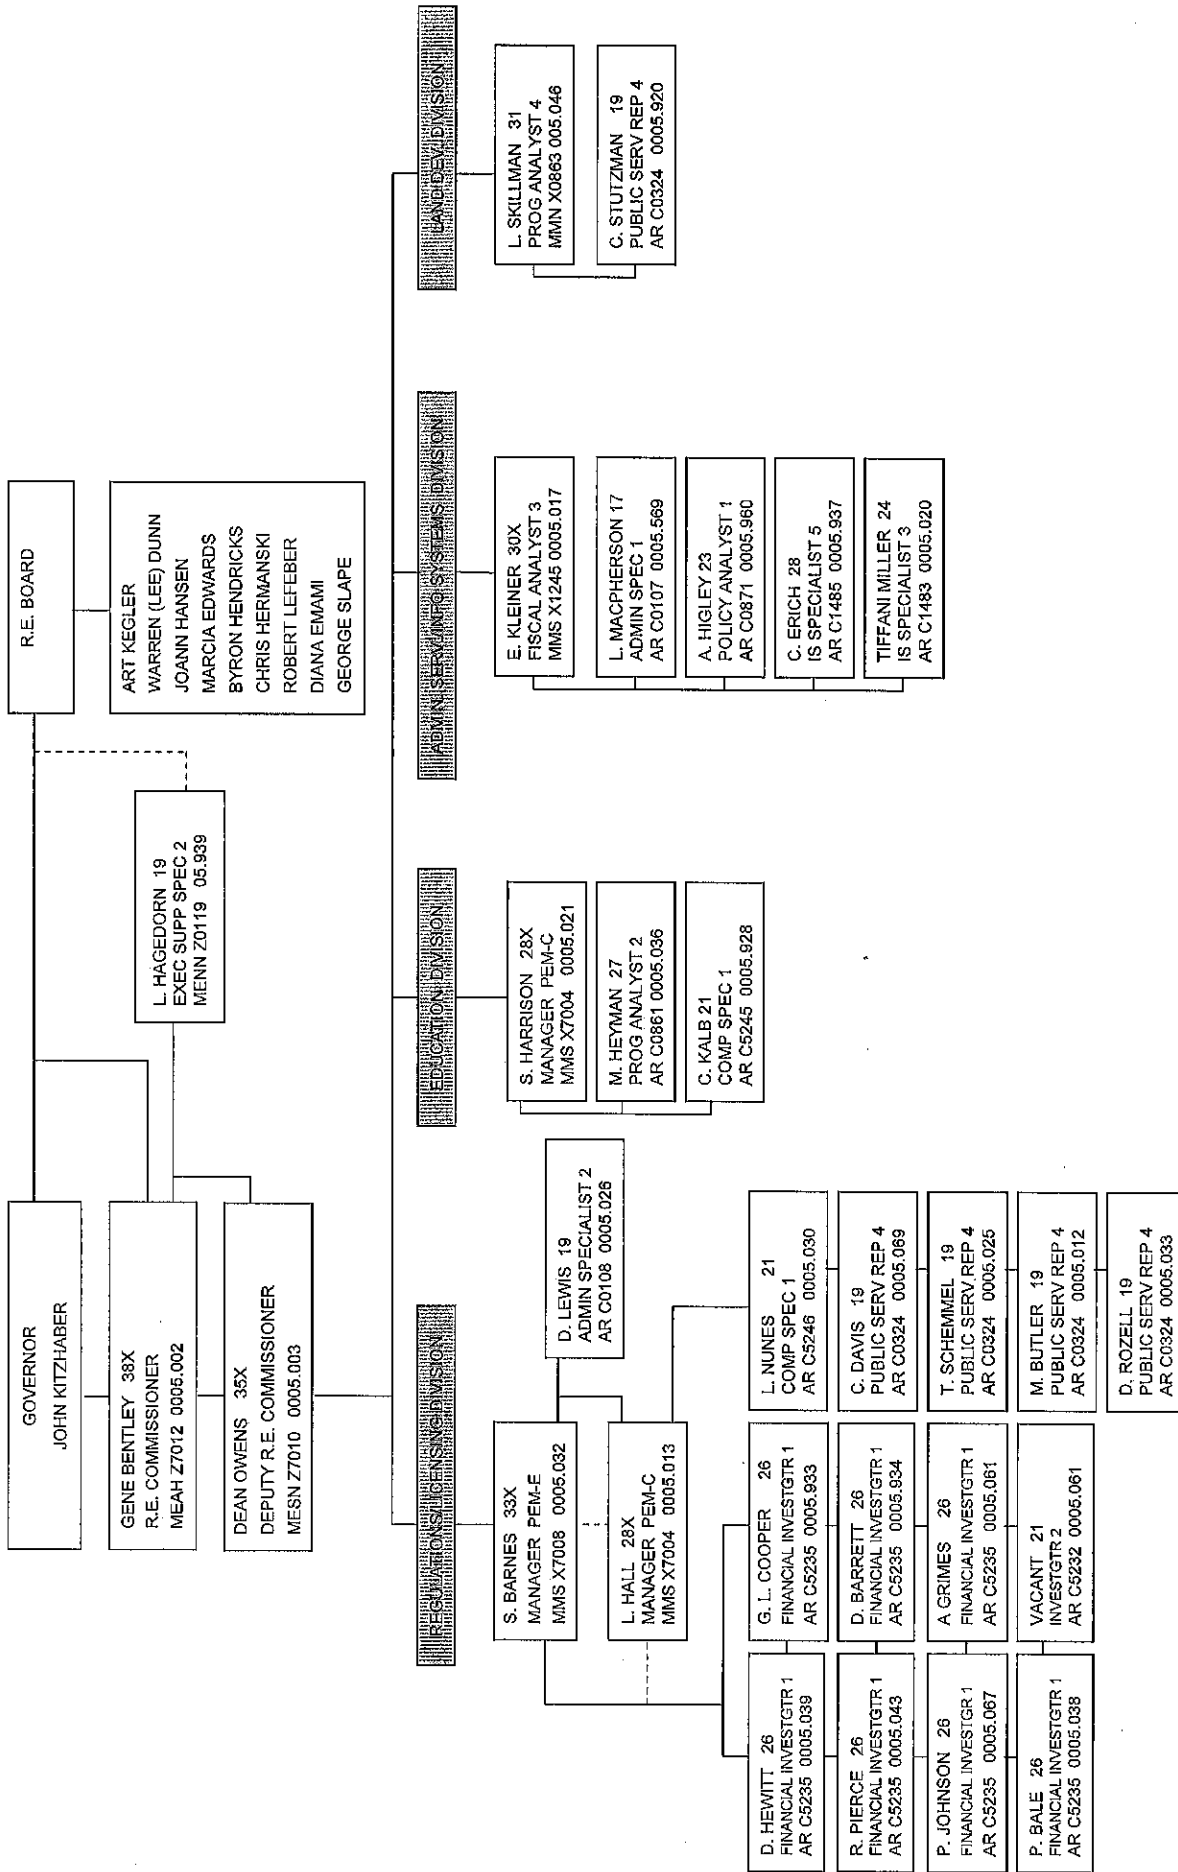 GOVERNOR
JOHN KITZHABER
R.E. BOARD
GENE BENTLEY 38X
R.E. COMMISSIONER
MEAH Z7012 0005.002
L. HAGEDORN 19
EXEC SUPP SPEC 2
MENN Z0119 05.939
ART KEGLER
WARREN (LEE) DUNN
JOANN HANSEN
MARCIA EDWARDS
BYRON HENDRICKS
CHRIS HERMANSKI
ROBERT LEFEBER
DIANA EMAMI
GEORGE SLAPE
DEAN OWENS 35X
DEPUTY R.E. COMMISSIONER
MESN Z7010 0005.003
REGULATIONS/LICENSING DIVISION
EDUCATION DIVISION
ADMIN SERV/INFO SYSTEMS DIVISION
LAND DEV. DIVISION
S. BARNES 33X
MANAGER PEM-E
MMS X7008 0005.032
D. LEWIS 19
ADMIN SPECIALIST 2
AR C0108 0005.026
L. HALL 28X
MANAGER PEM-C
MMS X7004 0005.013
D. HEWITT 26
FINANCIAL INVESTGTR 1
AR C5235 0005.039
G. L. COOPER 26
FINANCIAL INVESTGTR 1
AR C5235 0005.933
L. NUNES 21
COMP SPEC 1
AR C5246 0005.030
R. PIERCE 26
FINANCIAL INVESTGTR 1
AR C5235 0005.043
D. BARRETT 26
FINANCIAL INVESTGTR 1
AR C5235 0005.934
C. DAVIS 19
PUBLIC SERV REP 4
AR C0324 0005.069
P. JOHNSON 26
FINANCIAL INVESTGR 1
AR C5235 0005.067
A GRIMES 26
FINANCIAL INVESTGTR 1
AR C5235 0005.061
T. SCHEMMEL 19
PUBLIC SERV. REP 4
AR C0324 0005.025
P. BALE 26
FINANCIAL INVESTGTR 1
AR C5235 0005.038
VACANT 21
INVESTGTR 2
AR C5232 0005.061
M. BUTLER 19
PUBLIC SERV REP 4
AR C0324 0005.012
D. ROZELL 19
PUBLIC SERV REP 4
AR C0324 0005.033
S. HARRISON 28X
MANAGER PEM-C
MMS X7004 0005.021
M. HEYMAN 27
PROG ANALYST 2
AR C0861 0005.036
C. KALB 21
COMP SPEC 1
AR C5245 0005.928
E. KLEINER 30X
FISCAL ANALYST 3
MMS X1245 0005.017
L. MACPHERSON 17
ADMIN SPEC 1
AR C0107 0005.569
A. HIGLEY 23
POLICY ANALYST 1
AR C0871 0005.960
C. ERICH 28
IS SPECIALIST 5
AR C1485 0005.937
TIFFANI MILLER 24
IS SPECIALIST 3
AR C1483 0005.020
L. SKILLMAN 31
PROG ANALYST 4
MMN X0863 005.046
C. STUTZMAN 19
PUBLIC SERV REP 4
AR C0324 0005.920